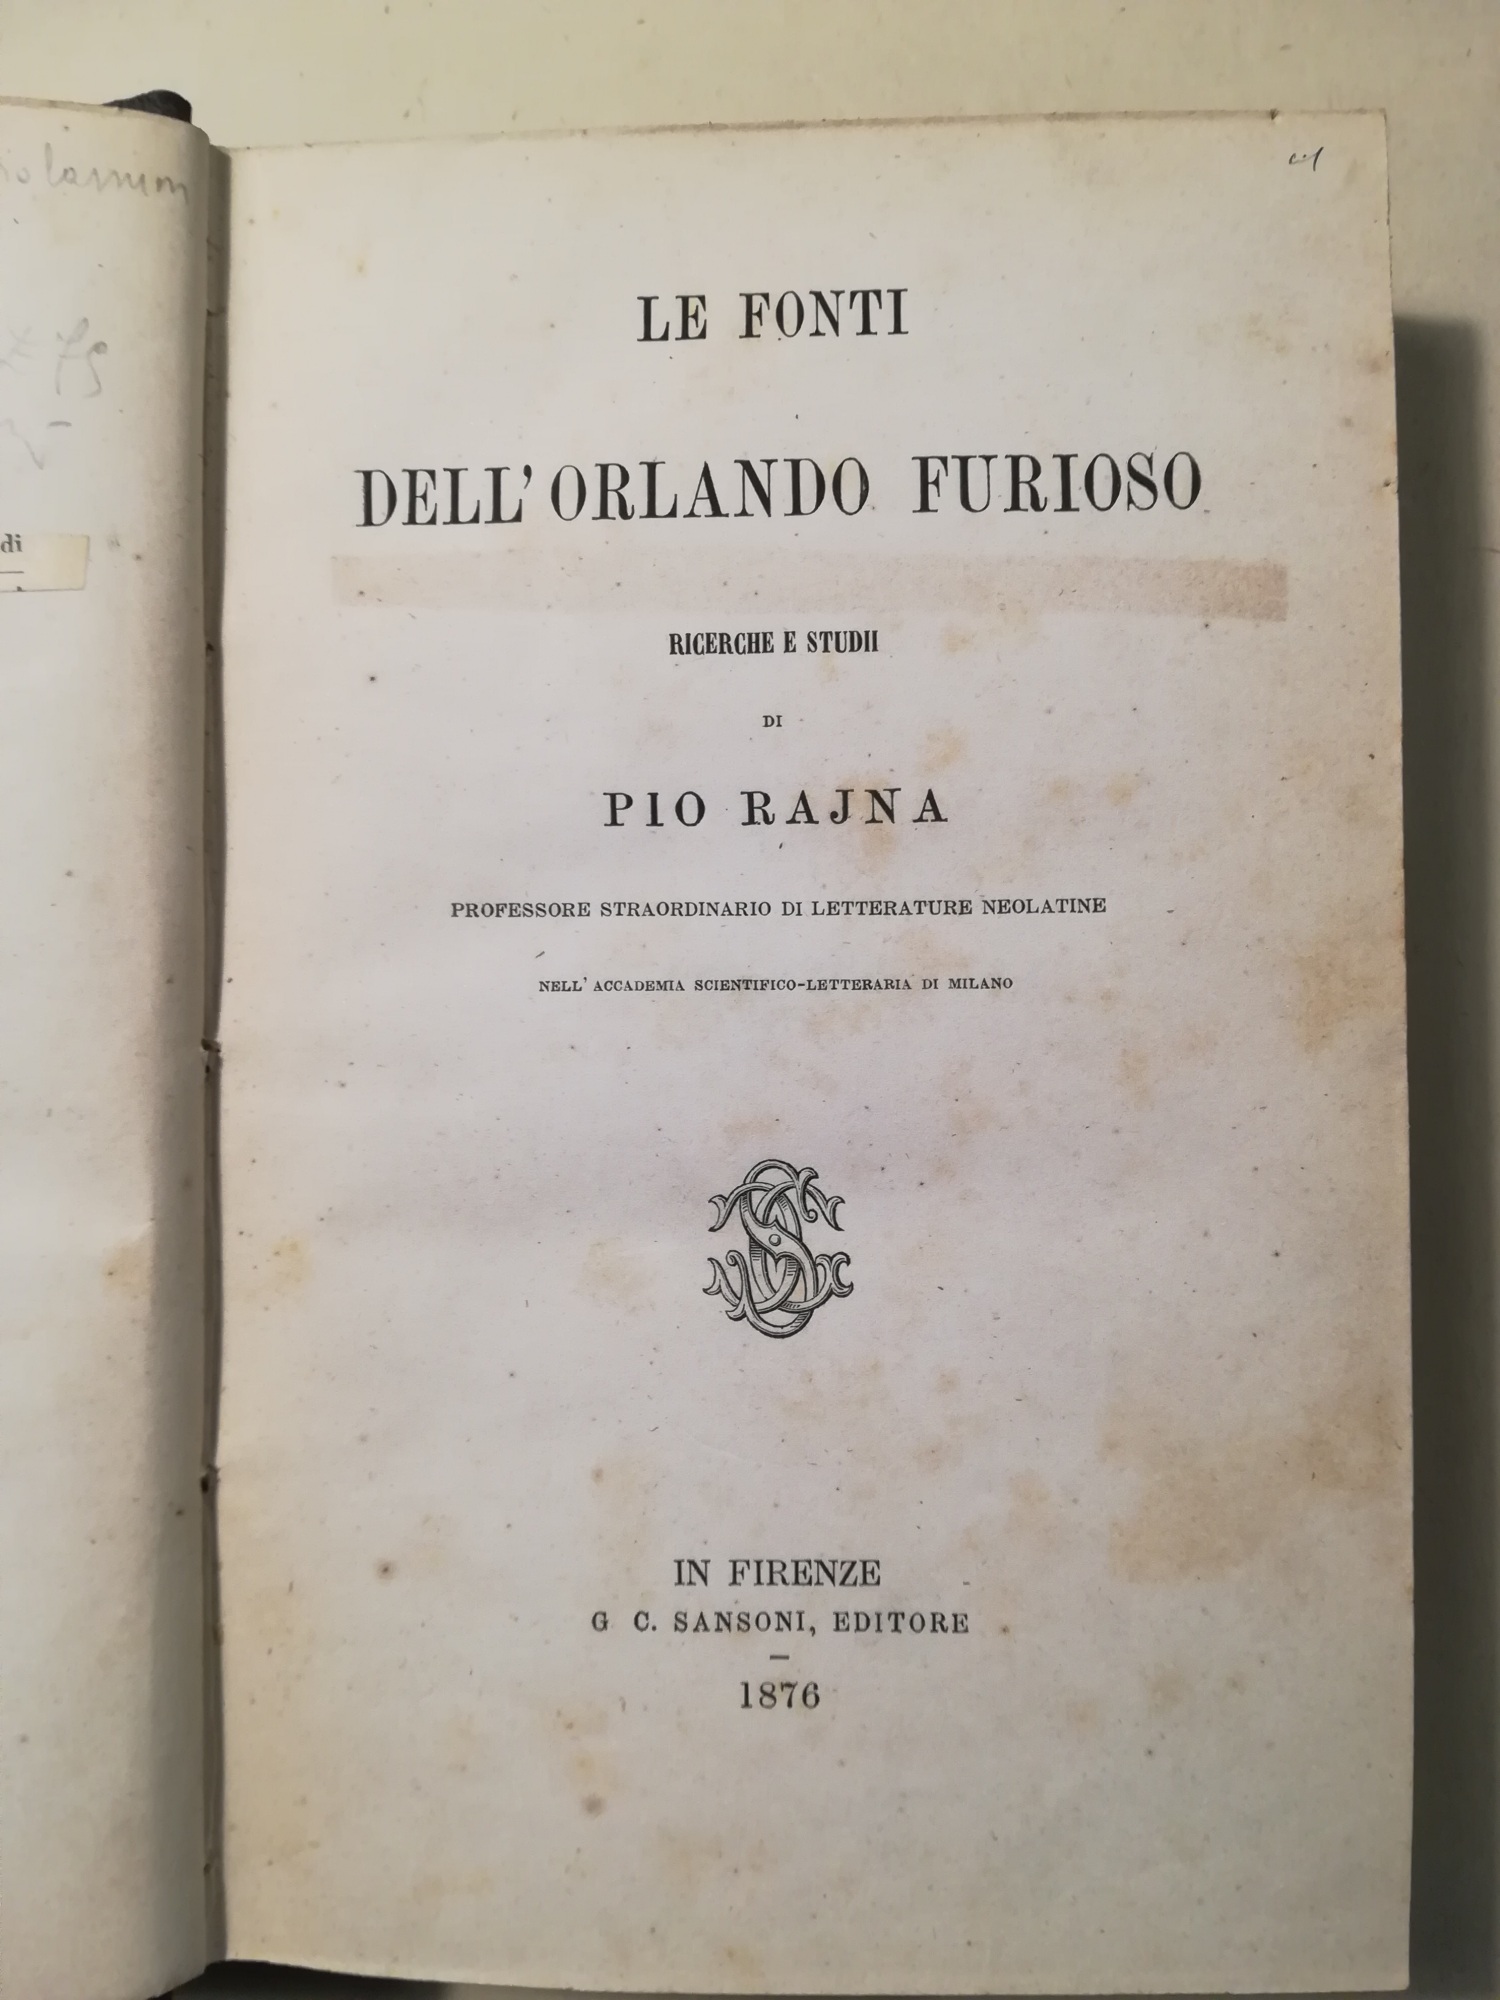 di
LE FONTI
DELL' ORLANDO FURIOSO
RICERCHE E STUDII
DI
PIO RAJNA
PROFESSORE STRAORDINARIO DI LETTERATURE NEOLATINE
NELL' ACCADEMIA SCIENTIFICO-LETTERARIA DI MILANO
IN FIRENZE
G C. SANSONI, EDITORE
1876